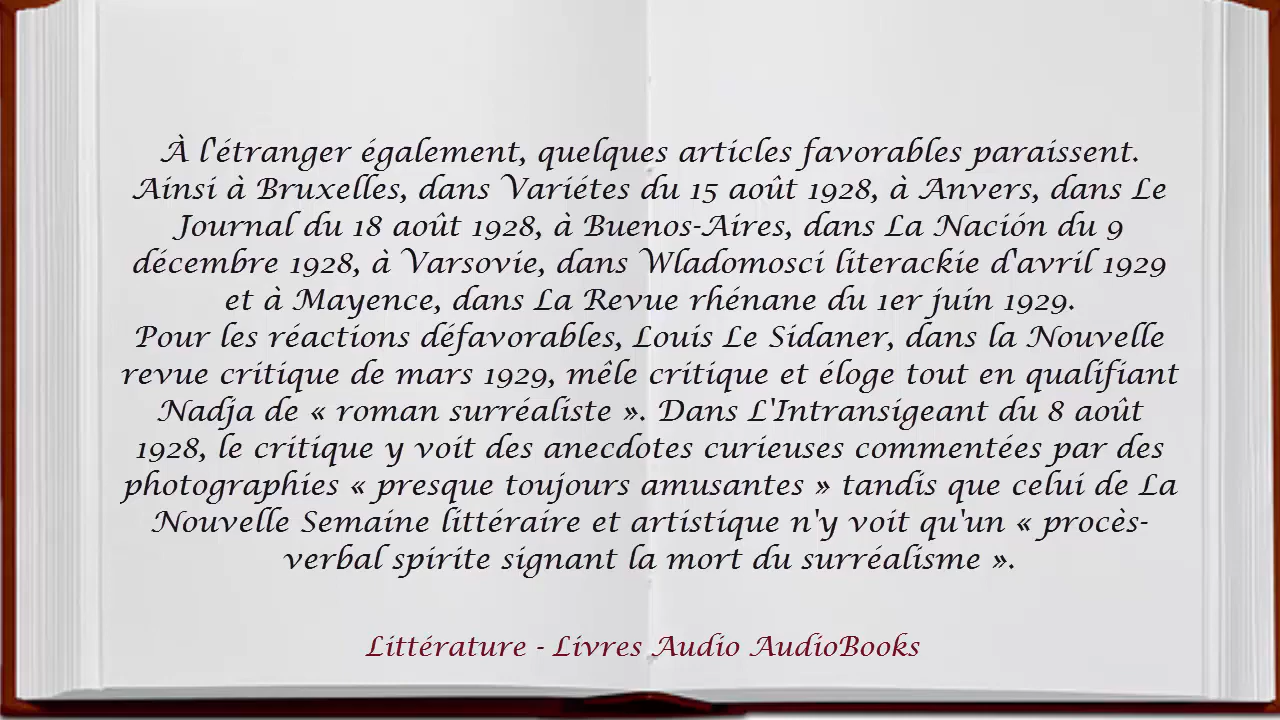 À l'étranger également, quelques articles favorables paraissent.
Ainsi à Bruxelles, dans Variétes du 15 août 1928, à Anvers, dans Le
Journal du 18 août 1928, à Buenos-Aires, dans La Nación du 9
décembre 1928, à Varsovie, dans Wladomosci literackie d'avril 1929
et à Mayence, dans La Revue rhénane du 1er juin 1929.
Pour les réactions défavorables, Louis Le Sidaner, dans la Nouvelle
revue critique de mars 1929, mêle critique et éloge tout en qualifiant
Nadja de « roman surréaliste ». Dans L'Intransigeant du 8 août
1928, le critique y voit des anecdotes curieuses commentées par des
photographies « presque toujours amusantes » tandis que celui de La
Nouvelle Semaine littéraire et artistique n'y voit qu'un « procès-
verbal spirite signant la mort du surréalisme ».
Littérature - Livres Audio AudioBooks